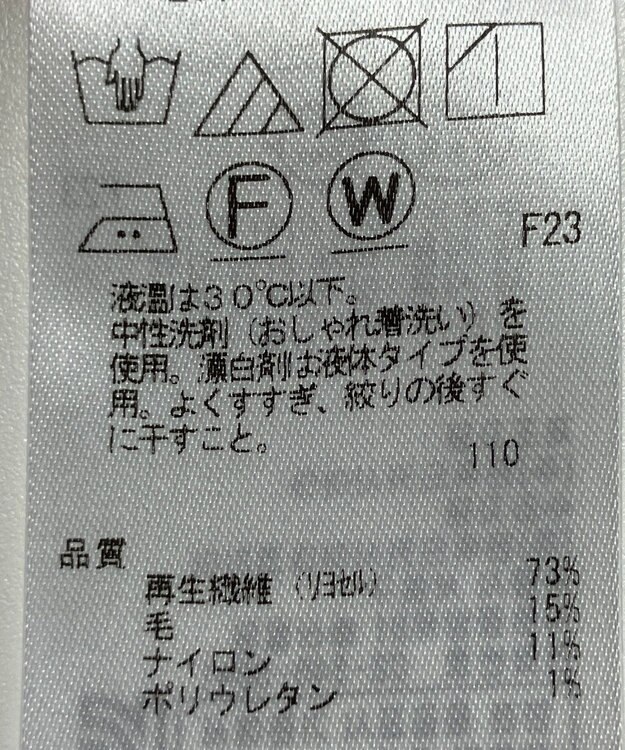 F
W
F23
液温は30℃以下。
中性洗剤(おしゃれ着洗い)を
使用。漂白剤は液体タイプを使
用。よくすすぎ、絞りの後すぐ
に干すこと。
110
品質
再生繊維(リヨセル) 73%
毛 15%
ナイロン 11%
ポリウレタン 1%